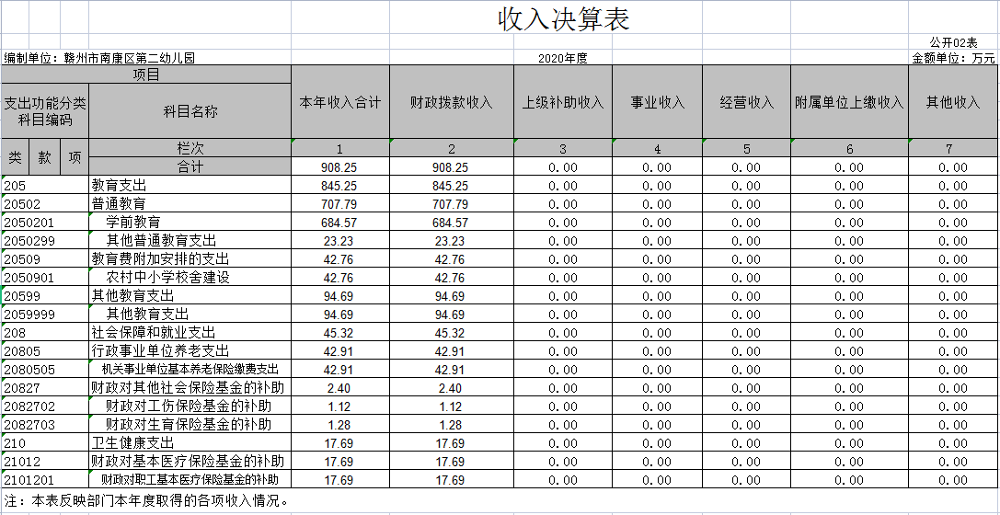 收入决算表
公开02表
编制单位：赣州市南康区第二幼儿园 2020年度 金额单位：万元
项目 本年收入合计 财政拨款收入 上级补助收入 事业收入 经营收入 附属单位上缴收入 其他收入
支出功能分类科目编码 科目名称
类 款 项 栏次 1 2 3 4 5 6 7
合计 908.25 908.25 0.00 0.00 0.00 0.00 0.00
205 教育支出 845.25 845.25 0.00 0.00 0.00 0.00 0.00
20502 普通教育 707.79 707.79 0.00 0.00 0.00 0.00 0.00
2050201 学前教育 684.57 684.57 0.00 0.00 0.00 0.00 0.00
2050299 其他普通教育支出 23.23 23.23 0.00 0.00 0.00 0.00 0.00
20509 教育费附加安排的支出 42.76 42.76 0.00 0.00 0.00 0.00 0.00
2050901 农村中小学校舍建设 42.76 42.76 0.00 0.00 0.00 0.00 0.00
20599 其他教育支出 94.69 94.69 0.00 0.00 0.00 0.00 0.00
2059999 其他教育支出 94.69 94.69 0.00 0.00 0.00 0.00 0.00
208 社会保障和就业支出 45.32 45.32 0.00 0.00 0.00 0.00 0.00
20805 行政事业单位养老支出 42.91 42.91 0.00 0.00 0.00 0.00 0.00
2080505 机关事业单位基本养老保险缴费支出 42.91 42.91 0.00 0.00 0.00 0.00 0.00
20827 财政对其他社会保险基金的补助 2.40 2.40 0.00 0.00 0.00 0.00 0.00
2082702 财政对工伤保险基金的补助 1.12 1.12 0.00 0.00 0.00 0.00 0.00
2082703 财政对生育保险基金的补助 1.28 1.28 0.00 0.00 0.00 0.00 0.00
210 卫生健康支出 17.69 17.69 0.00 0.00 0.00 0.00 0.00
21012 财政对基本医疗保险基金的补助 17.69 17.69 0.00 0.00 0.00 0.00 0.00
2101201 财政对职工基本医疗保险基金的补助 17.69 17.69 0.00 0.00 0.00 0.00 0.00
注：本表反映部门本年度取得的各项收入情况。